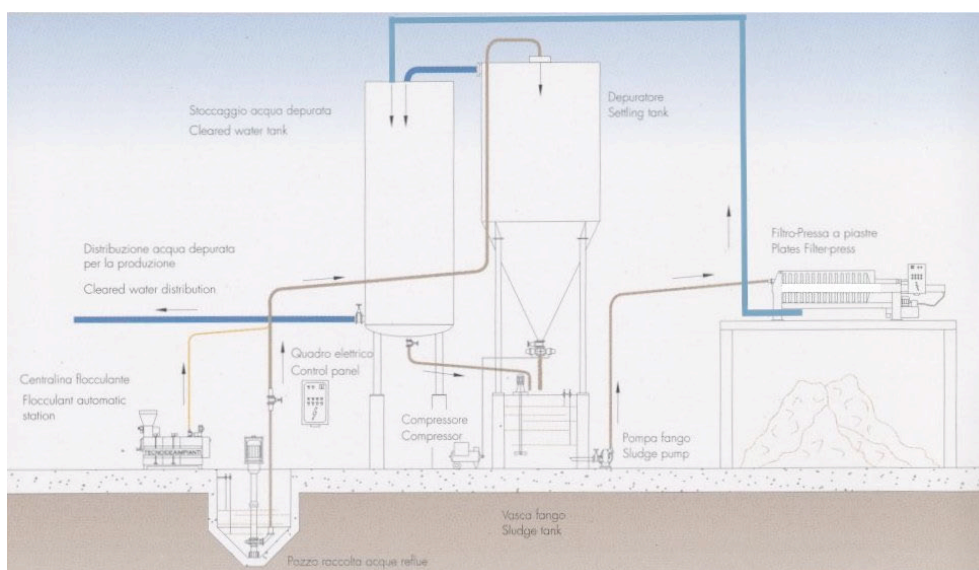 Stoccaggio acqua depurata
Cleared water tank
Depuratore
Settling tank
Distribuzione acqua depurata
per la produzione
Cleared water distribution
Filtro-Pressa a piastre
Plates Filter-press
Quadro elettrico
Control panel
Centralina flocculante
Flocculant automatic
station
Compressore
Compressor
Pompa fango
Sludge pump
TECNOIDEAIMPIANTI
Vasca fango
Sludge tank
Pozzo raccolta acque reflue